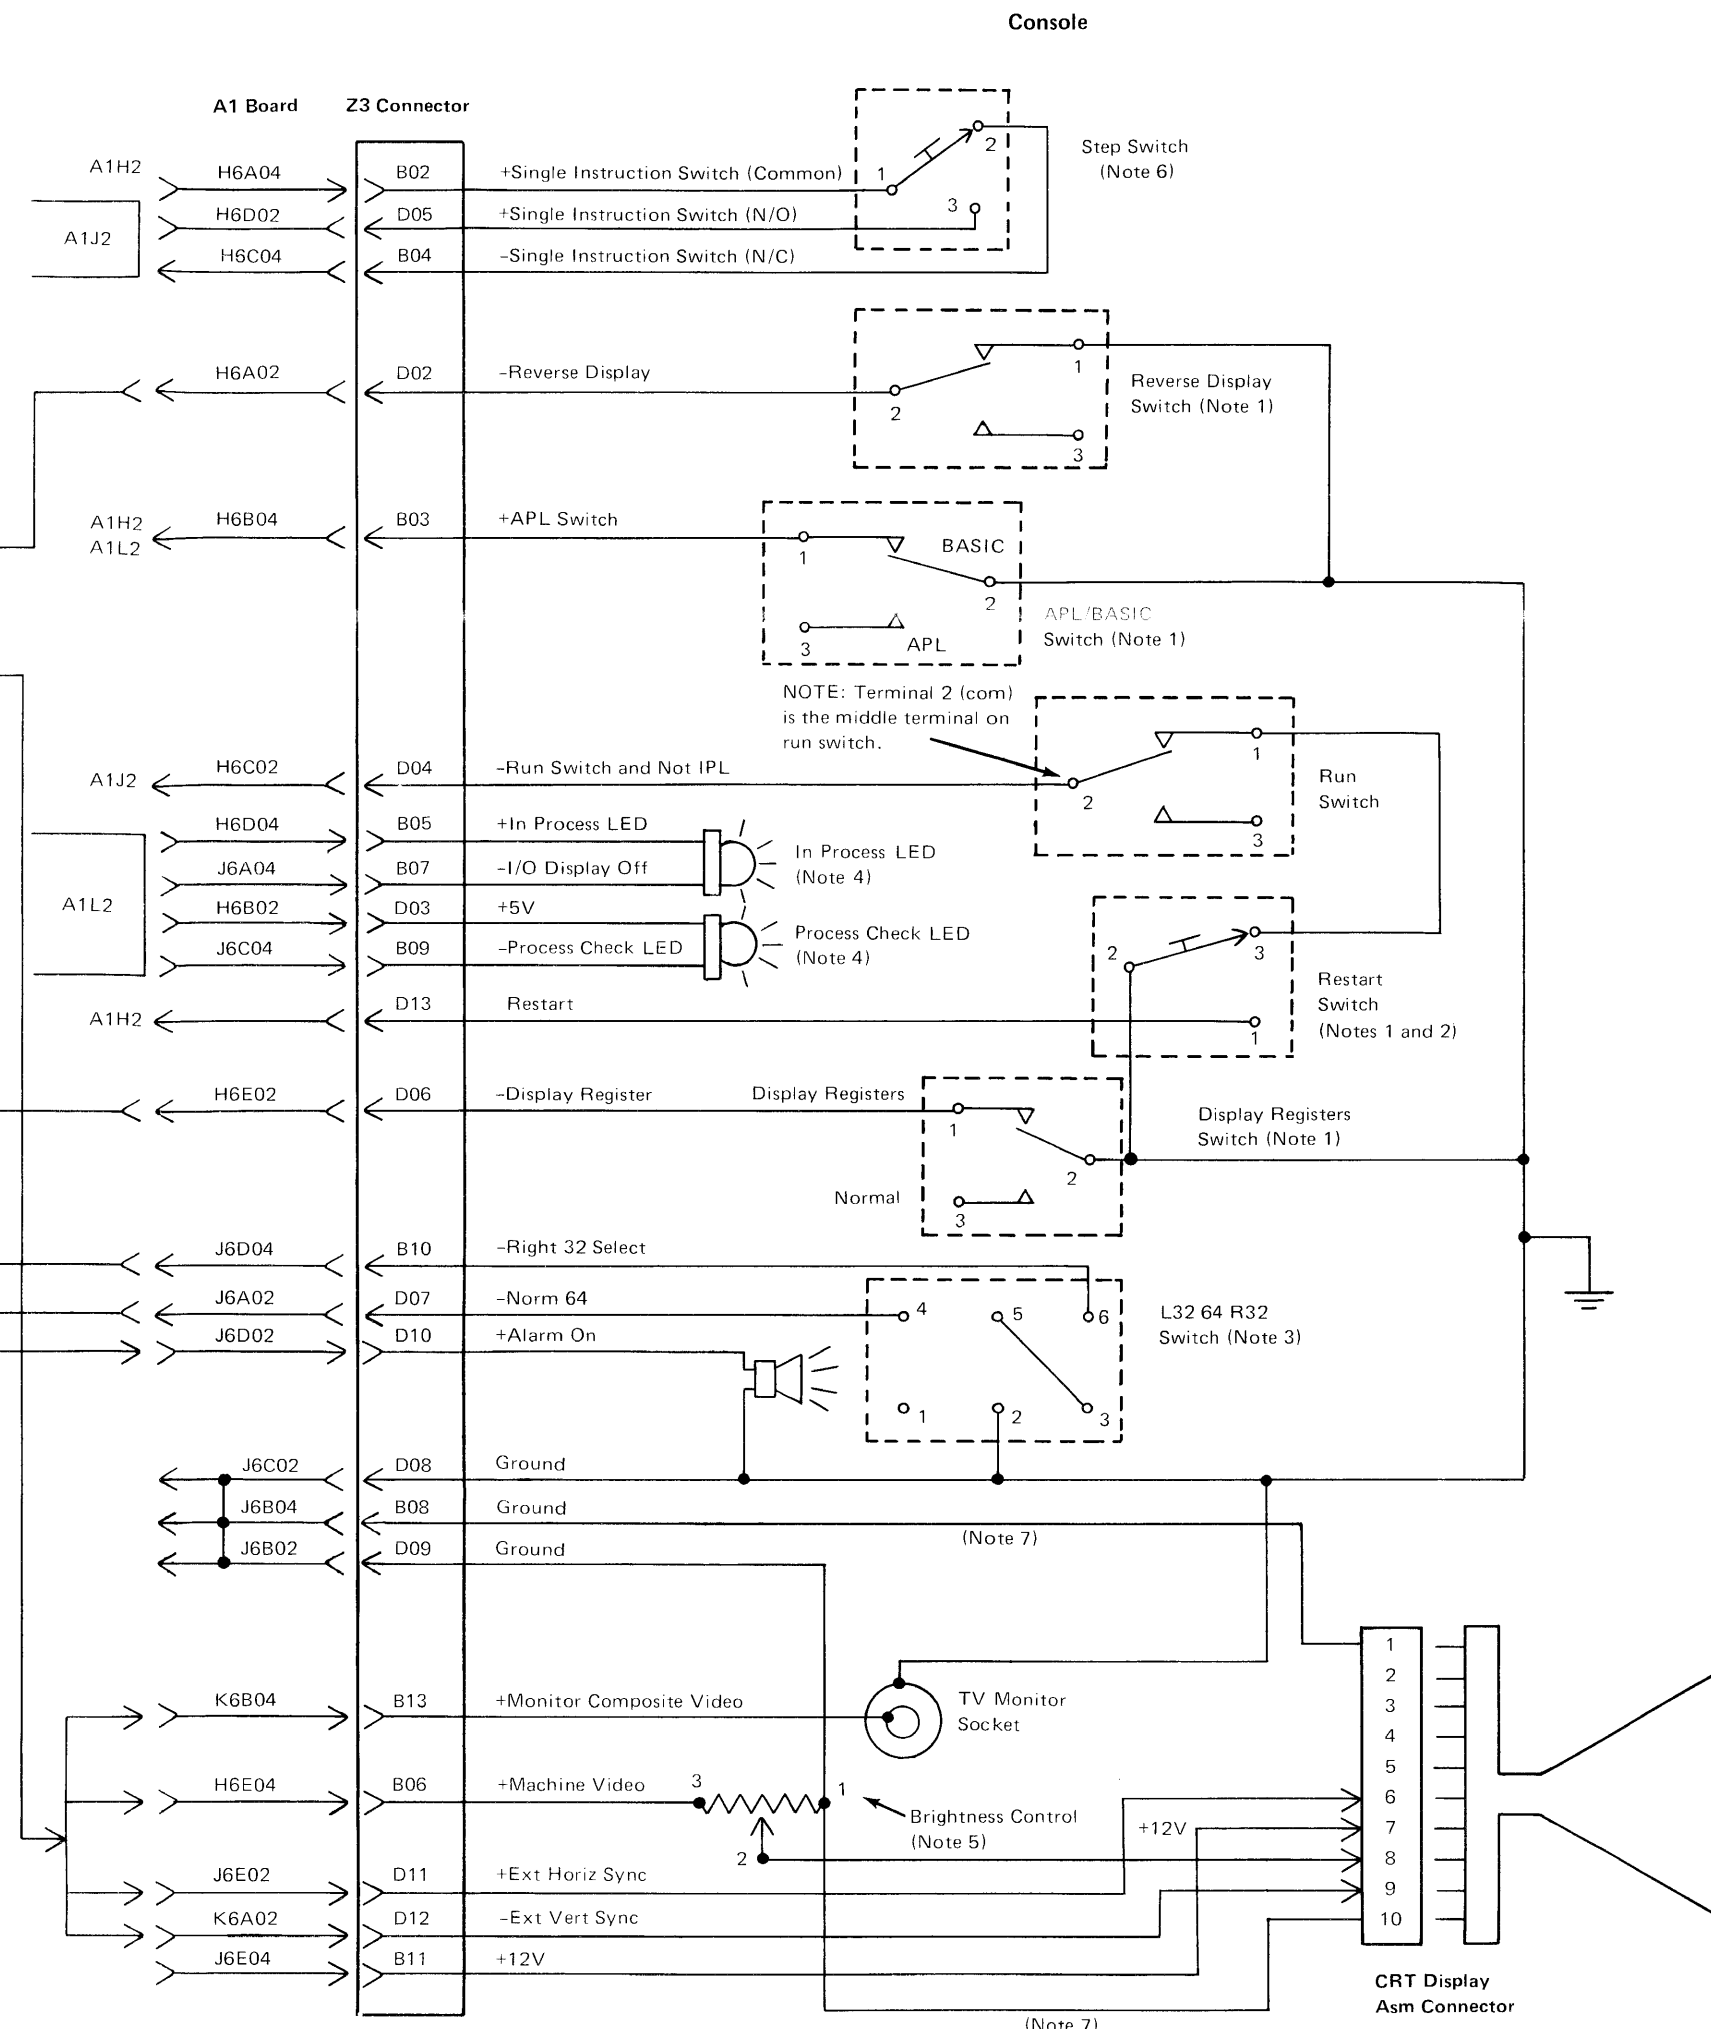 Console
A1 Board Z3 Connector
A1H2 H6A04 B02 +Single Instruction Switch (Common) 1 2 3
Step Switch
(Note 6)
A1J2 H6D02 D05 +Single Instruction Switch (N/O)
H6C04 B04 –Single Instruction Switch (N/C)
H6A02 D02 –Reverse Display 2 1 3
Reverse Display
Switch (Note 1)
A1H2
A1L2
H6B04 B03 +APL Switch 1 BASIC 2 3 APL
APL/BASIC
Switch (Note 1)
NOTE: Terminal 2 (com)
is the middle terminal on
run switch.
A1J2 H6C02 D04 –Run Switch and Not IPL 2 1 3
Run
Switch
A1L2
H6D04 B05 +In Process LED
J6A04 B07 –I/O Display Off
In Process LED
(Note 4)
H6B02 D03 +5V
J6C04 B09 –Process Check LED
Process Check LED
(Note 4)
2 3 1
Restart
Switch
(Notes 1 and 2)
A1H2 D13 Restart
H6E02 D06 –Display Register Display Registers 1 2 3
Normal
Display Registers
Switch (Note 1)
J6D04 B10 –Right 32 Select
J6A02 D07 –Norm 64
J6D02 D10 +Alarm On
4 5 6
1 2 3
L32 64 R32
Switch (Note 3)
J6C02 D08 Ground
J6B04 B08 Ground
(Note 7)
J6B02 D09 Ground
K6B04 B13 +Monitor Composite Video
TV Monitor
Socket
H6E04 B06 +Machine Video 3 1 2
Brightness Control
(Note 5)
+12V
J6E02 D11 +Ext Horiz Sync
K6A02 D12 –Ext Vert Sync
J6E04 B11 +12V
1
2
3
4
5
6
7
8
9
10
CRT Display
Asm Connector
(Note 7)